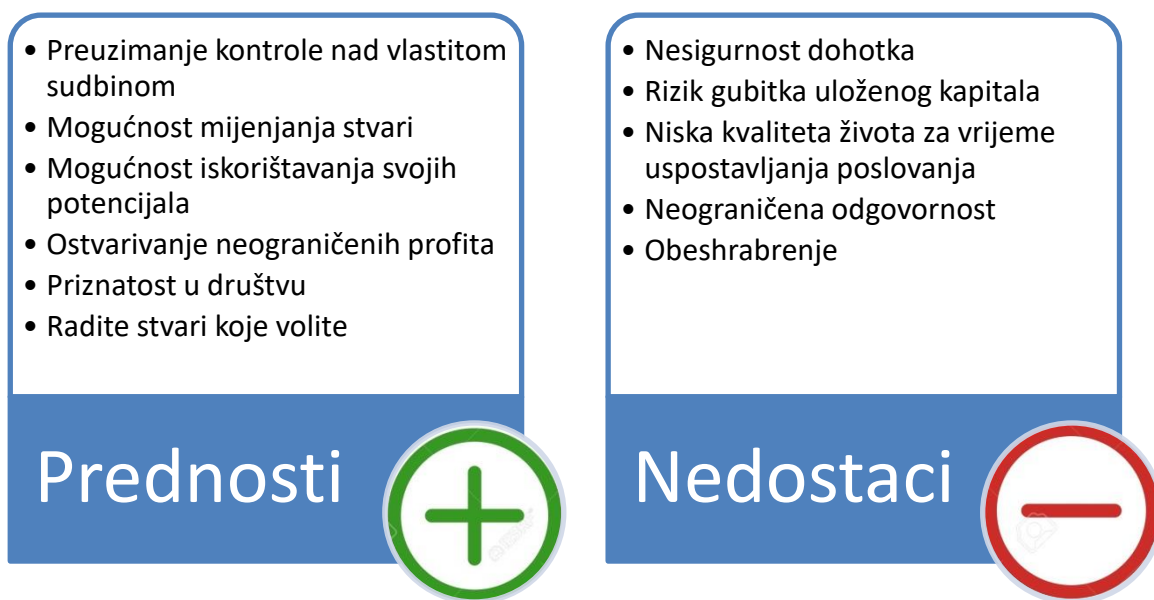 • Preuzimanje kontrole nad vlastitom
sudbinom
• Mogućnost mijenjanja stvari
• Mogućnost iskorištavanja svojih
potencijala
• Ostvarivanje neograničenih profita
• Priznatost u društvu
• Radite stvari koje volite
Prednosti
• Nesigurnost dohotka
• Rizik gubitka uloženog kapitala
• Niska kvaliteta života za vrijeme
uspostavljanja poslovanja
• Neograničena odgovornost
• Obeshrabrenje
Nedostaci